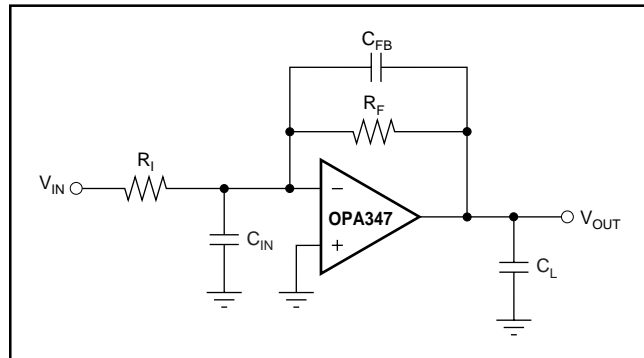 C_FB
R_F
R_I
V_IN
−
OPA347
+
C_IN
V_OUT
C_L